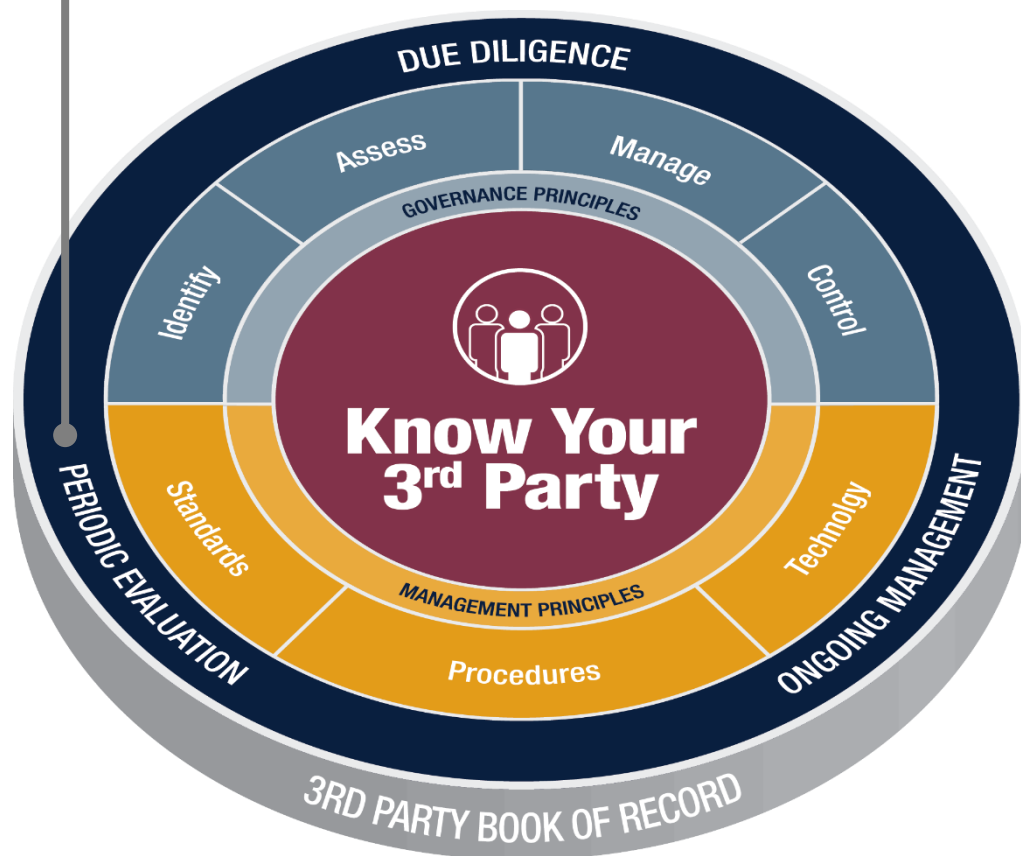 DUE DILIGENCE
Assess
Manage
GOVERNANCE PRINCIPLES
Identify
Control
Know Your
3rd Party
PERIODIC EVALUATION
Standards
Technolgy
ONGOING MANAGEMENT
MANAGEMENT PRINCIPLES
Procedures
3RD PARTY BOOK OF RECORD